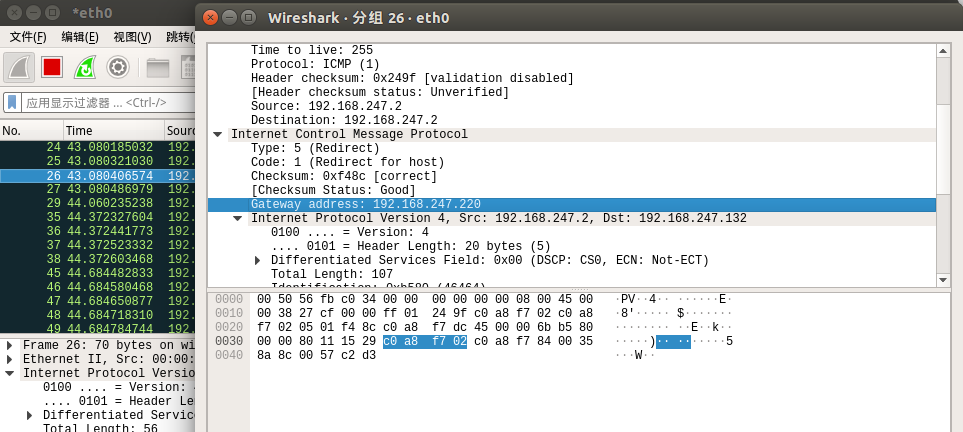 *eth0
文件(F) 编辑(E) 视图(V) 跳转(
应用显示过滤器 ... <Ctrl-/>
No. Time Sourc
24 43.080185032 192.
25 43.080321030 192.
26 43.080406574 192.
27 43.080486979 192.
29 44.060235238 192.
35 44.372327604 192.
36 44.372441773 192.
37 44.372523332 192.
38 44.372603468 192.
45 44.684482833 192.
46 44.684580468 192.
47 44.684650877 192.
48 44.684718310 192.
49 44.684784744 192.
Frame 26: 70 bytes on wi
Ethernet II, Src: 00:00:
Internet Protocol Versio
0100 .... = Version: 4
.... 0101 = Header Le
Differentiated Servic
Total Length: 56
Wireshark · 分组 26 · eth0
Time to live: 255
Protocol: ICMP (1)
Header checksum: 0x249f [validation disabled]
[Header checksum status: Unverified]
Source: 192.168.247.2
Destination: 192.168.247.2
Internet Control Message Protocol
Type: 5 (Redirect)
Code: 1 (Redirect for host)
Checksum: 0xf48c [correct]
[Checksum Status: Good]
Gateway address: 192.168.247.220
Internet Protocol Version 4, Src: 192.168.247.2, Dst: 192.168.247.132
0100 .... = Version: 4
.... 0101 = Header Length: 20 bytes (5)
Differentiated Services Field: 0x00 (DSCP: CS0, ECN: Not-ECT)
Total Length: 107
Identification: 0xb580 (46464)
0000 00 50 56 fb c0 34 00 00 00 00 00 00 08 00 45 00 ·PV··4·· ······E·
0010 00 38 27 cf 00 00 ff 01 24 9f c0 a8 f7 02 c0 a8 ·8'····· $·······
0020 f7 02 05 01 f4 8c c0 a8 f7 dc 45 00 00 6b b5 80 ········ ··E··k··
0030 00 00 80 11 15 29 c0 a8 f7 02 c0 a8 f7 84 00 35 ·····)·· ·······5
0040 8a 8c 00 57 c2 d3 ···W··